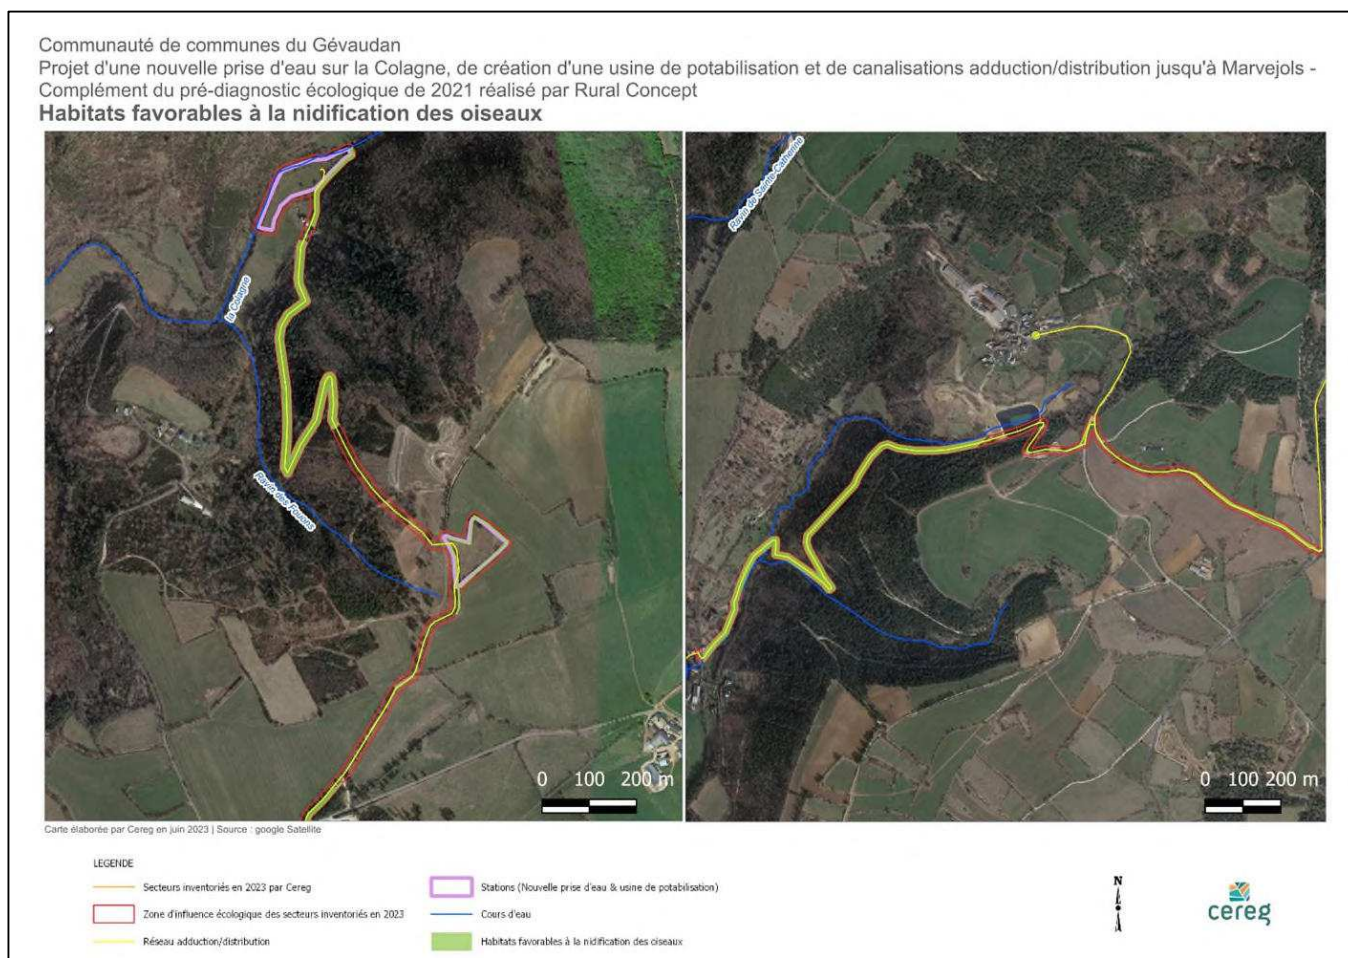 Communauté de communes du Gévaudan
Projet d'une nouvelle prise d'eau sur la Colagne, de création d'une usine de potabilisation et de canalisations adduction/distribution jusqu'à Marvejols -
Complément du pré-diagnostic écologique de 2021 réalisé par Rural Concept
Habitats favorables à la nidification des oiseaux
Ravin de Sainte-Catherine
la Colagne
Ravin des Fourons
0 100 200 m
0 100 200 m
Carte élaborée par Cereg en juin 2023 | Source : google Satellite
LEGENDE
Secteurs inventoriés en 2023 par Cereg
Zone d'influence écologique des secteurs inventoriés en 2023
Réseau adduction/distribution
Stations (Nouvelle prise d'eau & usine de potabilisation)
Cours d'eau
Habitats favorables à la nidification des oiseaux
N
cereg